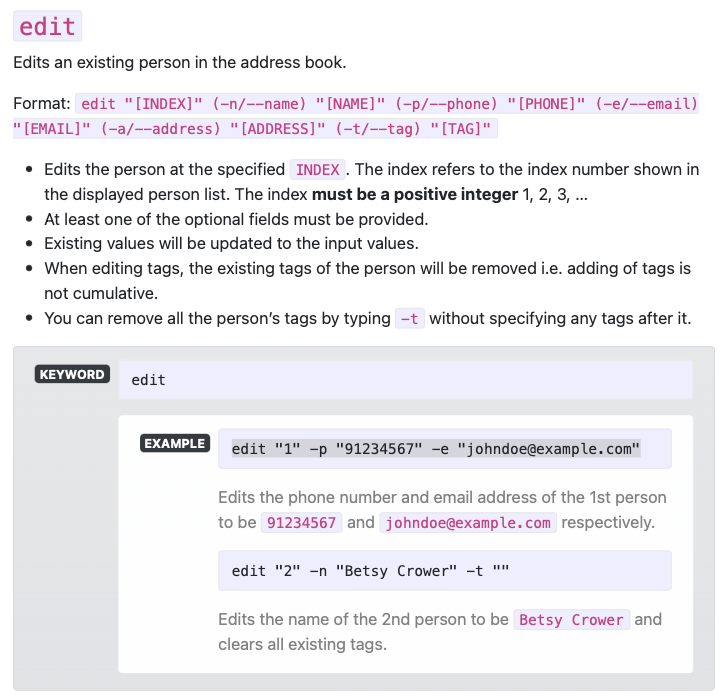 edit
Edits an existing person in the address book.
Format: edit "[INDEX]" (-n/--name) "[NAME]" (-p/--phone) "[PHONE]" (-e/--email)
"[EMAIL]" (-a/--address) "[ADDRESS]" (-t/--tag) "[TAG]"
• Edits the person at the specified INDEX. The index refers to the index number shown in
the displayed person list. The index must be a positive integer 1, 2, 3, ...
• At least one of the optional fields must be provided.
• Existing values will be updated to the input values.
• When editing tags, the existing tags of the person will be removed i.e. adding of tags is
not cumulative.
• You can remove all the person’s tags by typing -t without specifying any tags after it.
KEYWORD edit
EXAMPLE edit "1" -p "91234567" -e "johndoe@example.com"
Edits the phone number and email address of the 1st person
to be 91234567 and johndoe@example.com respectively.
edit "2" -n "Betsy Crower" -t ""
Edits the name of the 2nd person to be Betsy Crower and
clears all existing tags.